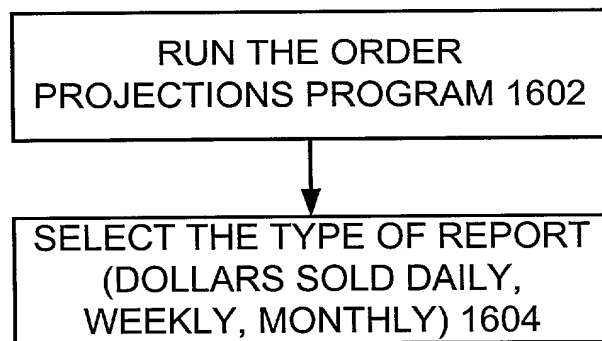 RUN THE ORDER
PROJECTIONS PROGRAM 1602
SELECT THE TYPE OF REPORT
(DOLLARS SOLD DAILY,
WEEKLY, MONTHLY) 1604